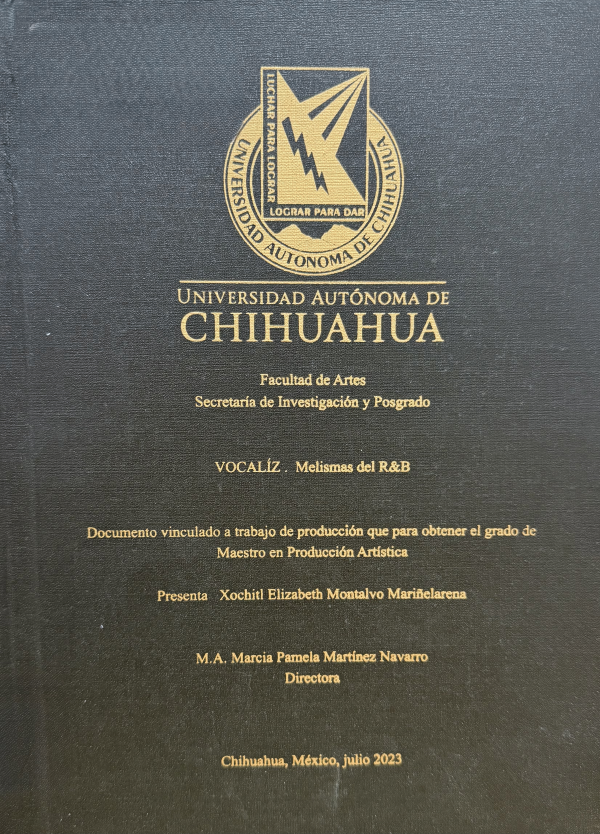 LUCHAR PARA LOGRAR
LOGRAR PARA DAR
UNIVERSIDAD AUTONOMA DE CHIHUAHUA
UNIVERSIDAD AUTÓNOMA DE
CHIHUAHUA
Facultad de Artes
Secretaría de Investigación y Posgrado
VOCALÍZ . Melismas del R&B
Documento vinculado a trabajo de producción que para obtener el grado de
Maestro en Producción Artística
Presenta Xochitl Elizabeth Montalvo Mariñelarena
M.A. Marcia Pamela Martínez Navarro
Directora
Chihuahua, México, julio 2023